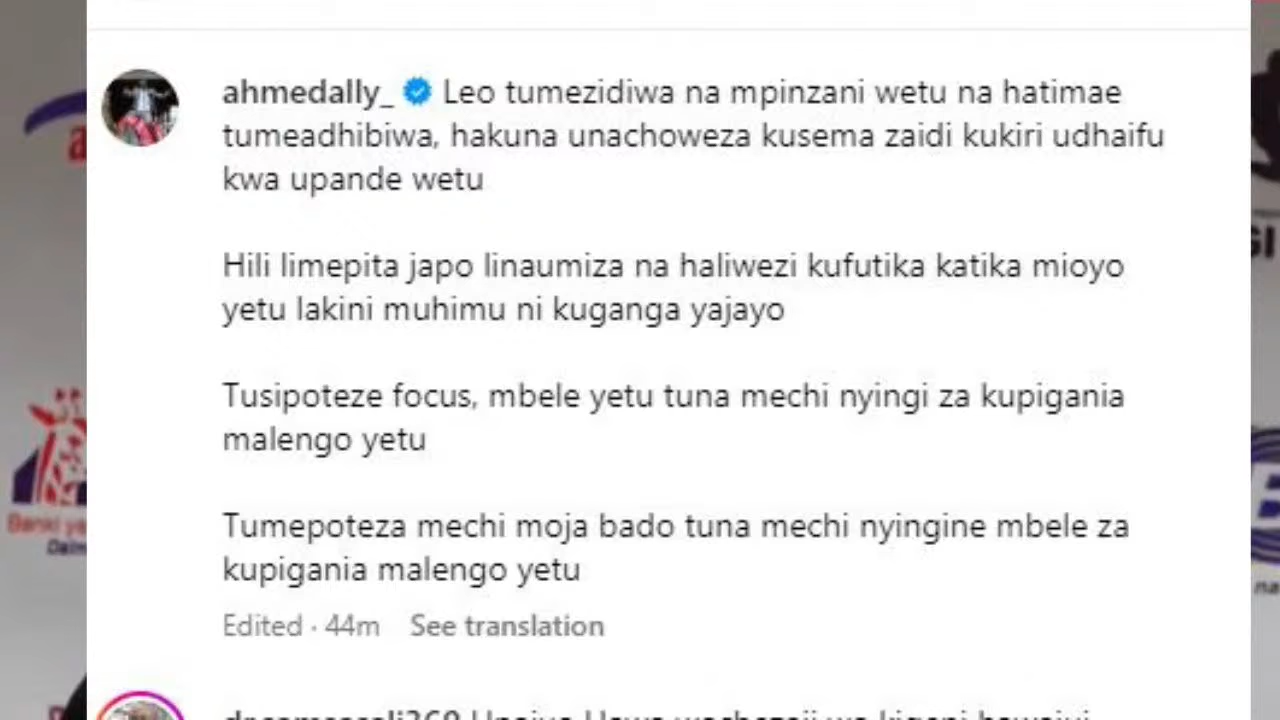 ahmedally_ Leo tumezidiwa na mpinzani wetu na hatimae
tumeadhibiwa, hakuna unachoweza kusema zaidi kukiri udhaifu
kwa upande wetu
Hili limepita japo linaumiza na haliwezi kufutika katika mioyo
yetu lakini muhimu ni kuganga yajayo
Tusipoteze focus, mbele yetu tuna mechi nyingi za kupigania
malengo yetu
Tumepoteza mechi moja bado tuna mechi nyingine mbele za
kupigania malengo yetu
Edited · 44m See translation